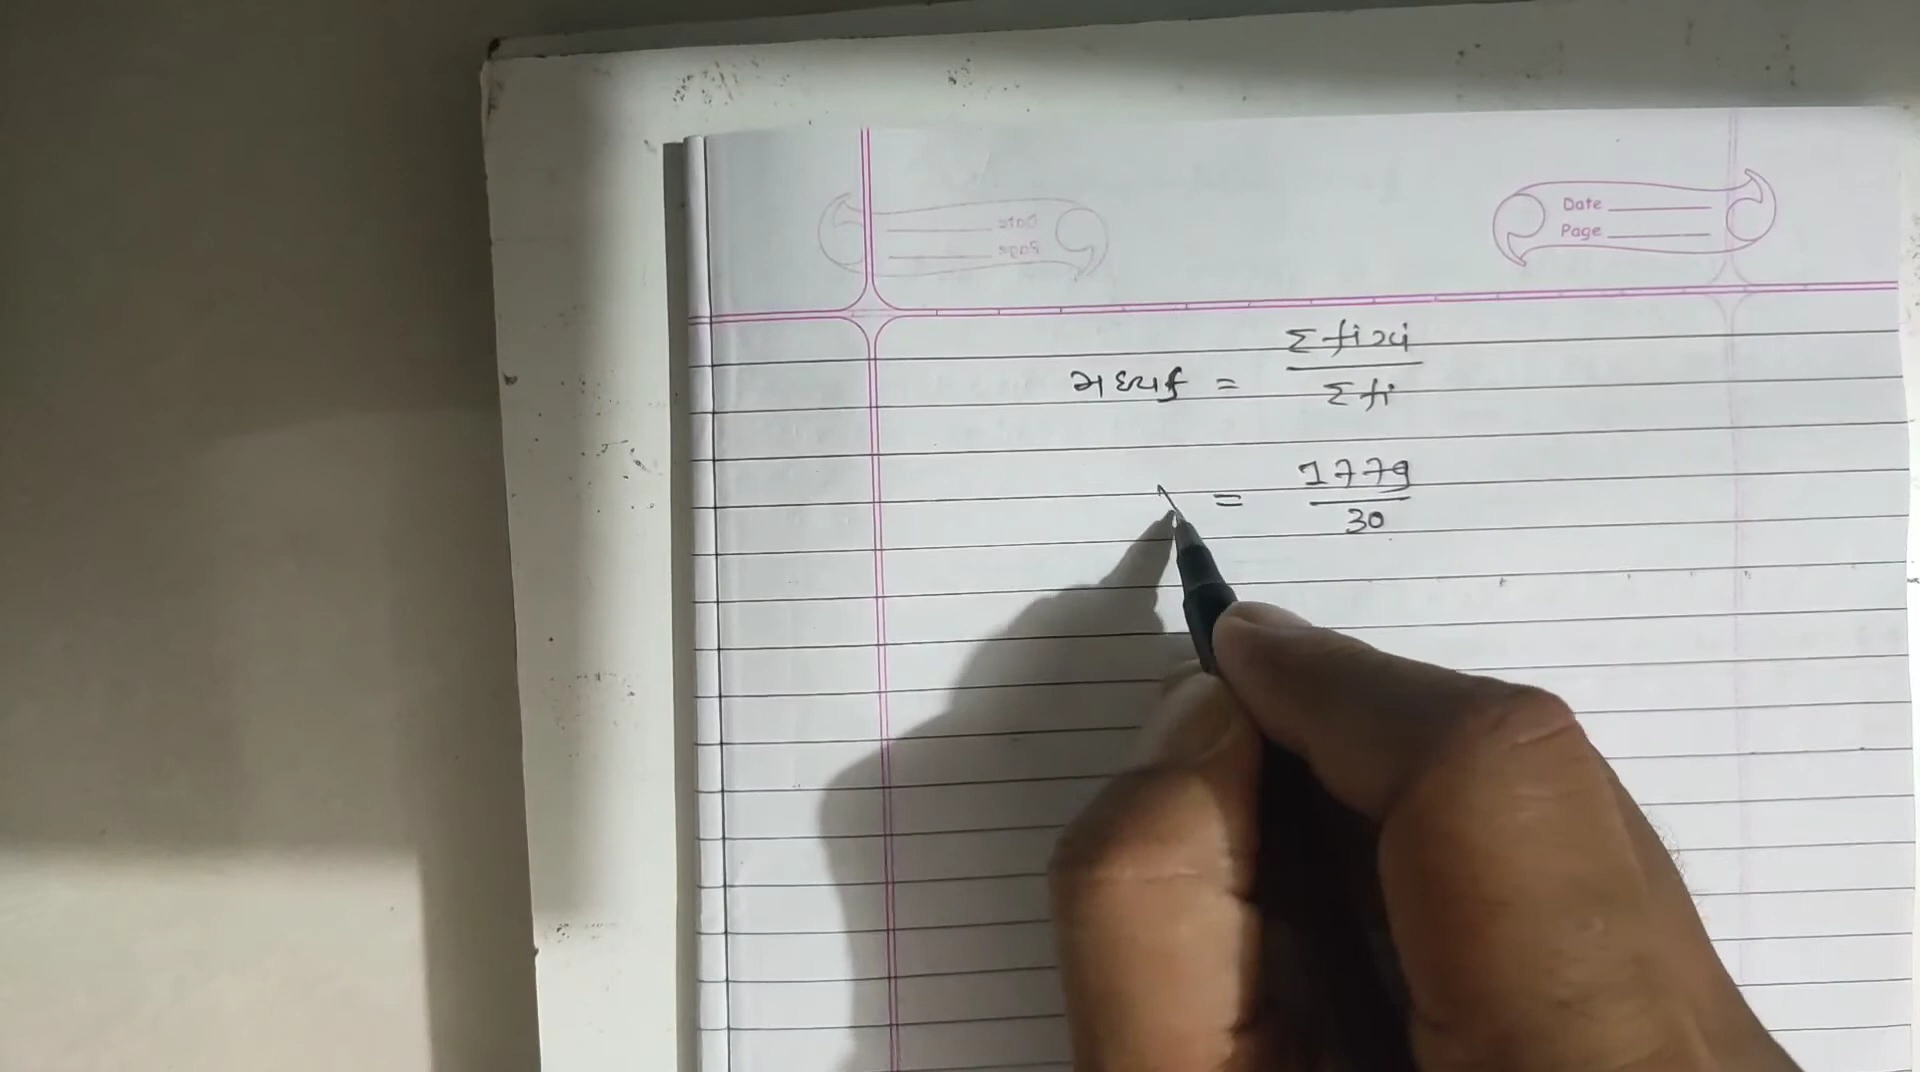 Date
Page
મધ્યક = Σfixi / Σfi
= 1779 / 30